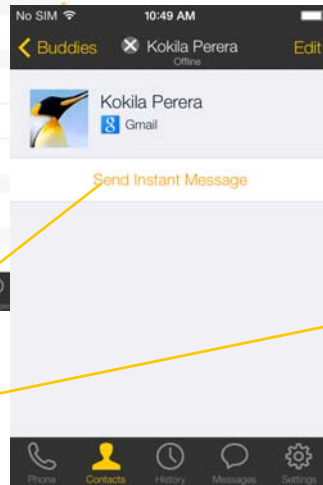 No SIM 10:49 AM
Buddies Kokila Perera Edit
Offline
Kokila Perera
8 Gmail
Send Instant Message
Phone Contacts History Messages Settings